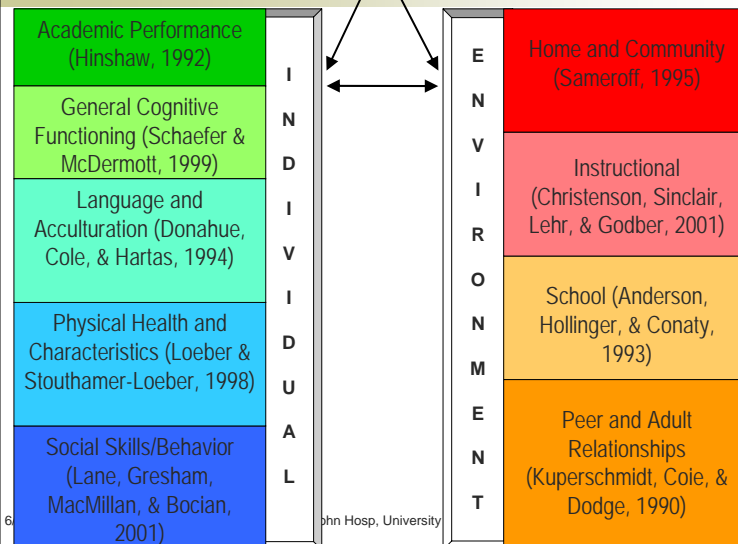 Academic Performance
(Hinshaw, 1992)
General Cognitive
Functioning (Schaefer &
McDermott, 1999)
Language and
Acculturation (Donahue,
Cole, & Hartas, 1994)
Physical Health and
Characteristics (Loeber &
Stouthamer-Loeber, 1998)
Social Skills/Behavior
(Lane, Gresham,
MacMillan, & Bocian,
2001)
I
N
D
I
V
I
D
U
A
L
E
N
V
I
R
O
N
M
E
N
T
Home and Community
(Sameroff, 1995)
Instructional
(Christenson, Sinclair,
Lehr, & Godber, 2001)
School (Anderson,
Hollinger, & Conaty,
1993)
Peer and Adult
Relationships
(Kuperschmidt, Coie, &
Dodge, 1990)
6/ Hosp, University